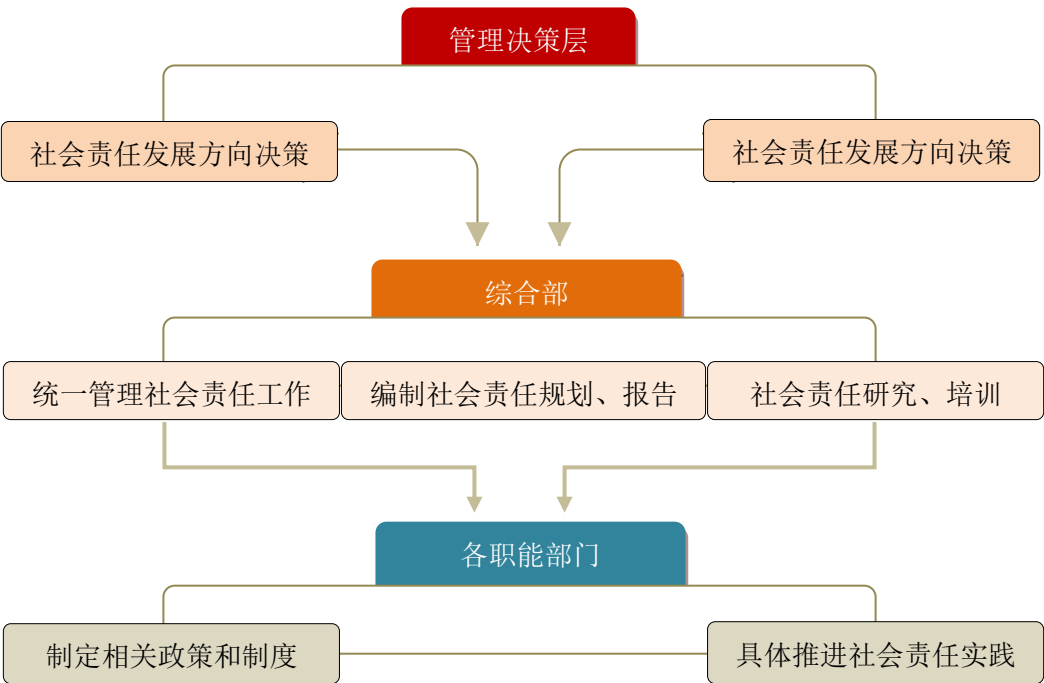 管理决策层
社会责任发展方向决策
社会责任发展方向决策
综合部
统一管理社会责任工作
编制社会责任规划、报告
社会责任研究、培训
各职能部门
制定相关政策和制度
具体推进社会责任实践